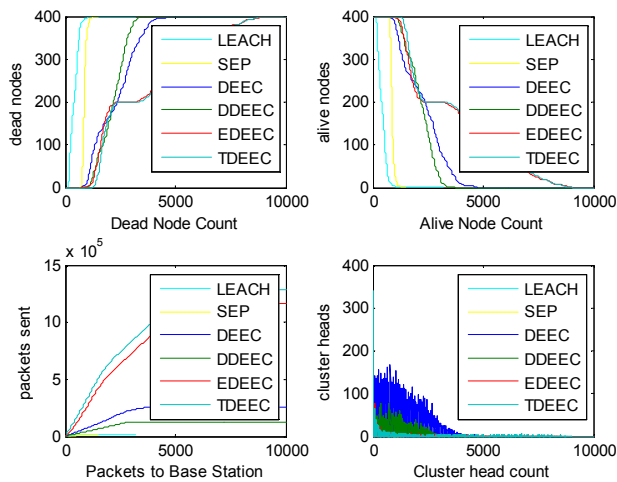 400
300
200
100
0
dead nodes
0
5000
10000
Dead Node Count
LEACH
SEP
DEEC
DDEEC
EDEEC
TDEEC
400
300
200
100
0
alive nodes
0
5000
10000
Alive Node Count
LEACH
SEP
DEEC
DDEEC
EDEEC
TDEEC
x 10^5
15
10
5
0
packets sent
0
5000
10000
Packets to Base Station
LEACH
SEP
DEEC
DDEEC
EDEEC
TDEEC
400
300
200
100
0
cluster heads
0
5000
10000
Cluster head count
LEACH
SEP
DEEC
DDEEC
EDEEC
TDEEC